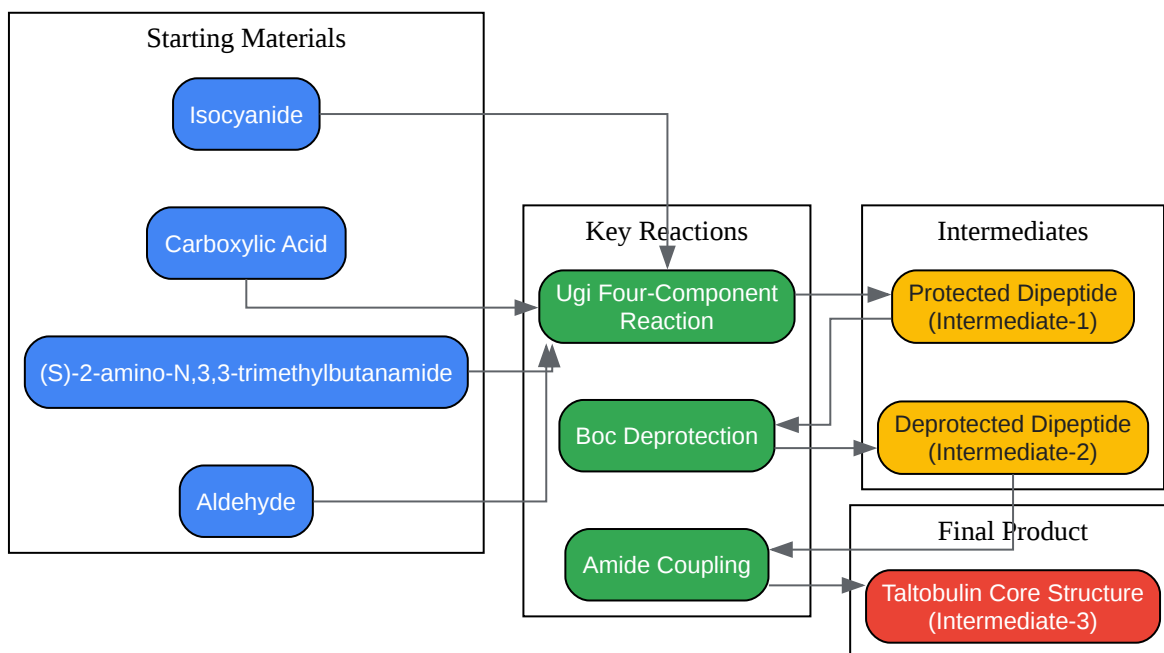 Starting Materials
Isocyanide
Carboxylic Acid
(S)-2-amino-N,3,3-trimethylbutanamide
Aldehyde
Key Reactions
Ugi Four-Component
Reaction
Boc Deprotection
Amide Coupling
Intermediates
Protected Dipeptide
(Intermediate-1)
Deprotected Dipeptide
(Intermediate-2)
Final Product
Taltobulin Core Structure
(Intermediate-3)